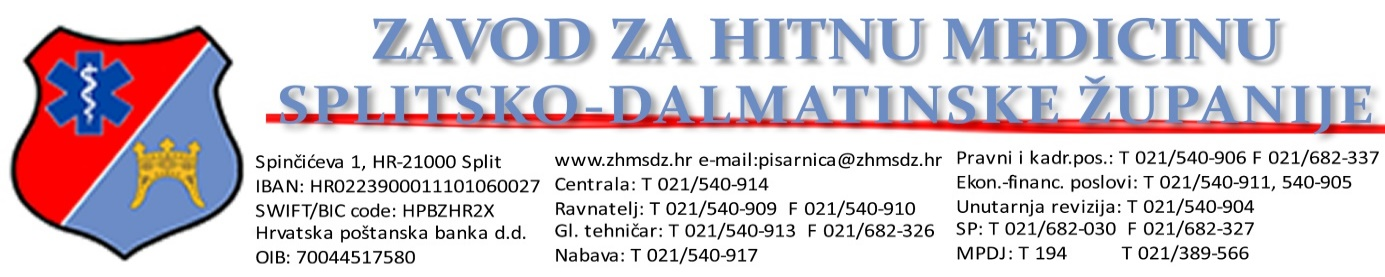 ZAVOD ZA HITNU MEDICINU
SPLITSKO-DALMATINSKE ŽUPANIJE
Spinčićeva 1, HR-21000 Split
IBAN: HR0223900011101060027
SWIFT/BIC code: HPBZHR2X
Hrvatska poštanska banka d.d.
OIB: 70044517580
www.zhmsdz.hr e-mail:pisarnica@zhmsdz.hr
Centrala: T 021/540-914
Ravnatelj: T 021/540-909 F 021/540-910
Gl. tehničar: T 021/540-913 F 021/682-326
Nabava: T 021/540-917
Pravni i kadr.pos.: T 021/540-906 F 021/682-337
Ekon.-financ. poslovi: T 021/540-911, 540-905
Unutarnja revizija: T 021/540-904
SP: T 021/682-030 F 021/682-327
MPDJ: T 194 T 021/389-566